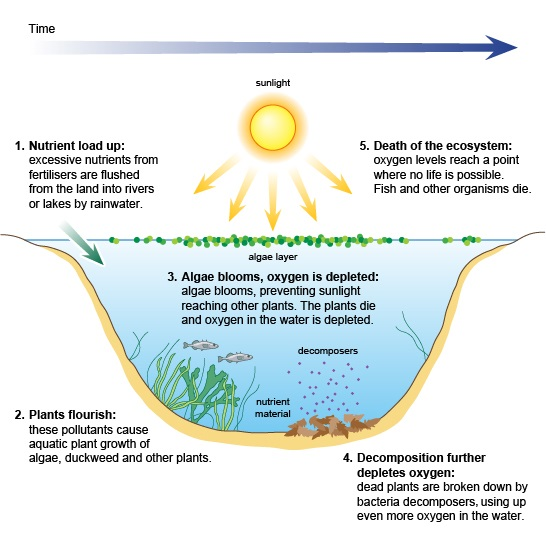 Time
sunlight
1. Nutrient load up:
excessive nutrients from
fertilisers are flushed
from the land into rivers
or lakes by rainwater.
5. Death of the ecosystem:
oxygen levels reach a point
where no life is possible.
Fish and other organisms die.
algae layer
3. Algae blooms, oxygen is depleted:
algae blooms, preventing sunlight
reaching other plants. The plants die
and oxygen in the water is depleted.
decomposers
nutrient
material
2. Plants flourish:
these pollutants cause
aquatic plant growth of
algae, duckweed and other plants.
4. Decomposition further
depletes oxygen:
dead plants are broken down by
bacteria decomposers, using up
even more oxygen in the water.